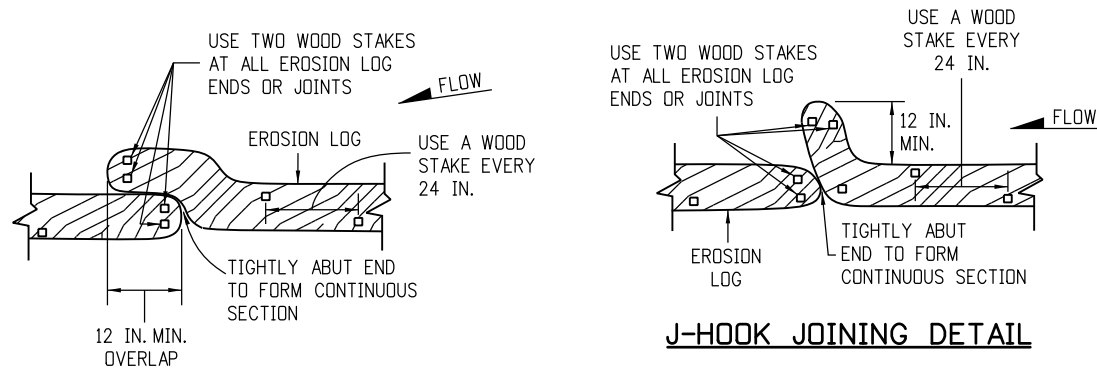 USE TWO WOOD STAKES
AT ALL EROSION LOG
ENDS OR JOINTS
FLOW
EROSION LOG
USE A WOOD
STAKE EVERY
24 IN.
TIGHTLY ABUT END
TO FORM CONTINUOUS
SECTION
12 IN. MIN.
OVERLAP
USE A WOOD
STAKE EVERY
24 IN.
USE TWO WOOD STAKES
AT ALL EROSION LOG
ENDS OR JOINTS
12 IN.
MIN.
FLOW
EROSION
LOG
TIGHTLY ABUT
END TO FORM
CONTINUOUS SECTION
J-HOOK JOINING DETAIL